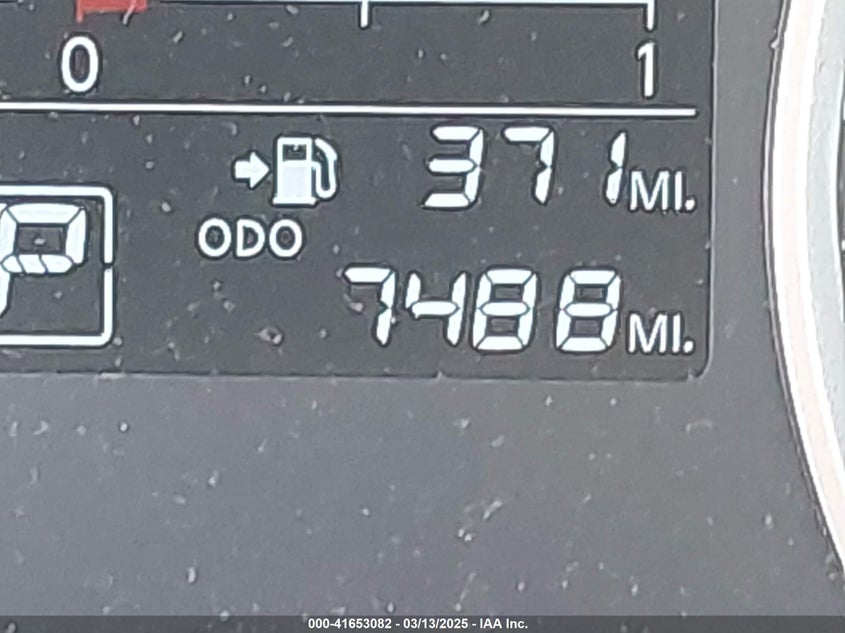 0 1
371 MI.
ODO
P
7488 MI.
000-41653082 - 03/13/2025 - IAA Inc.